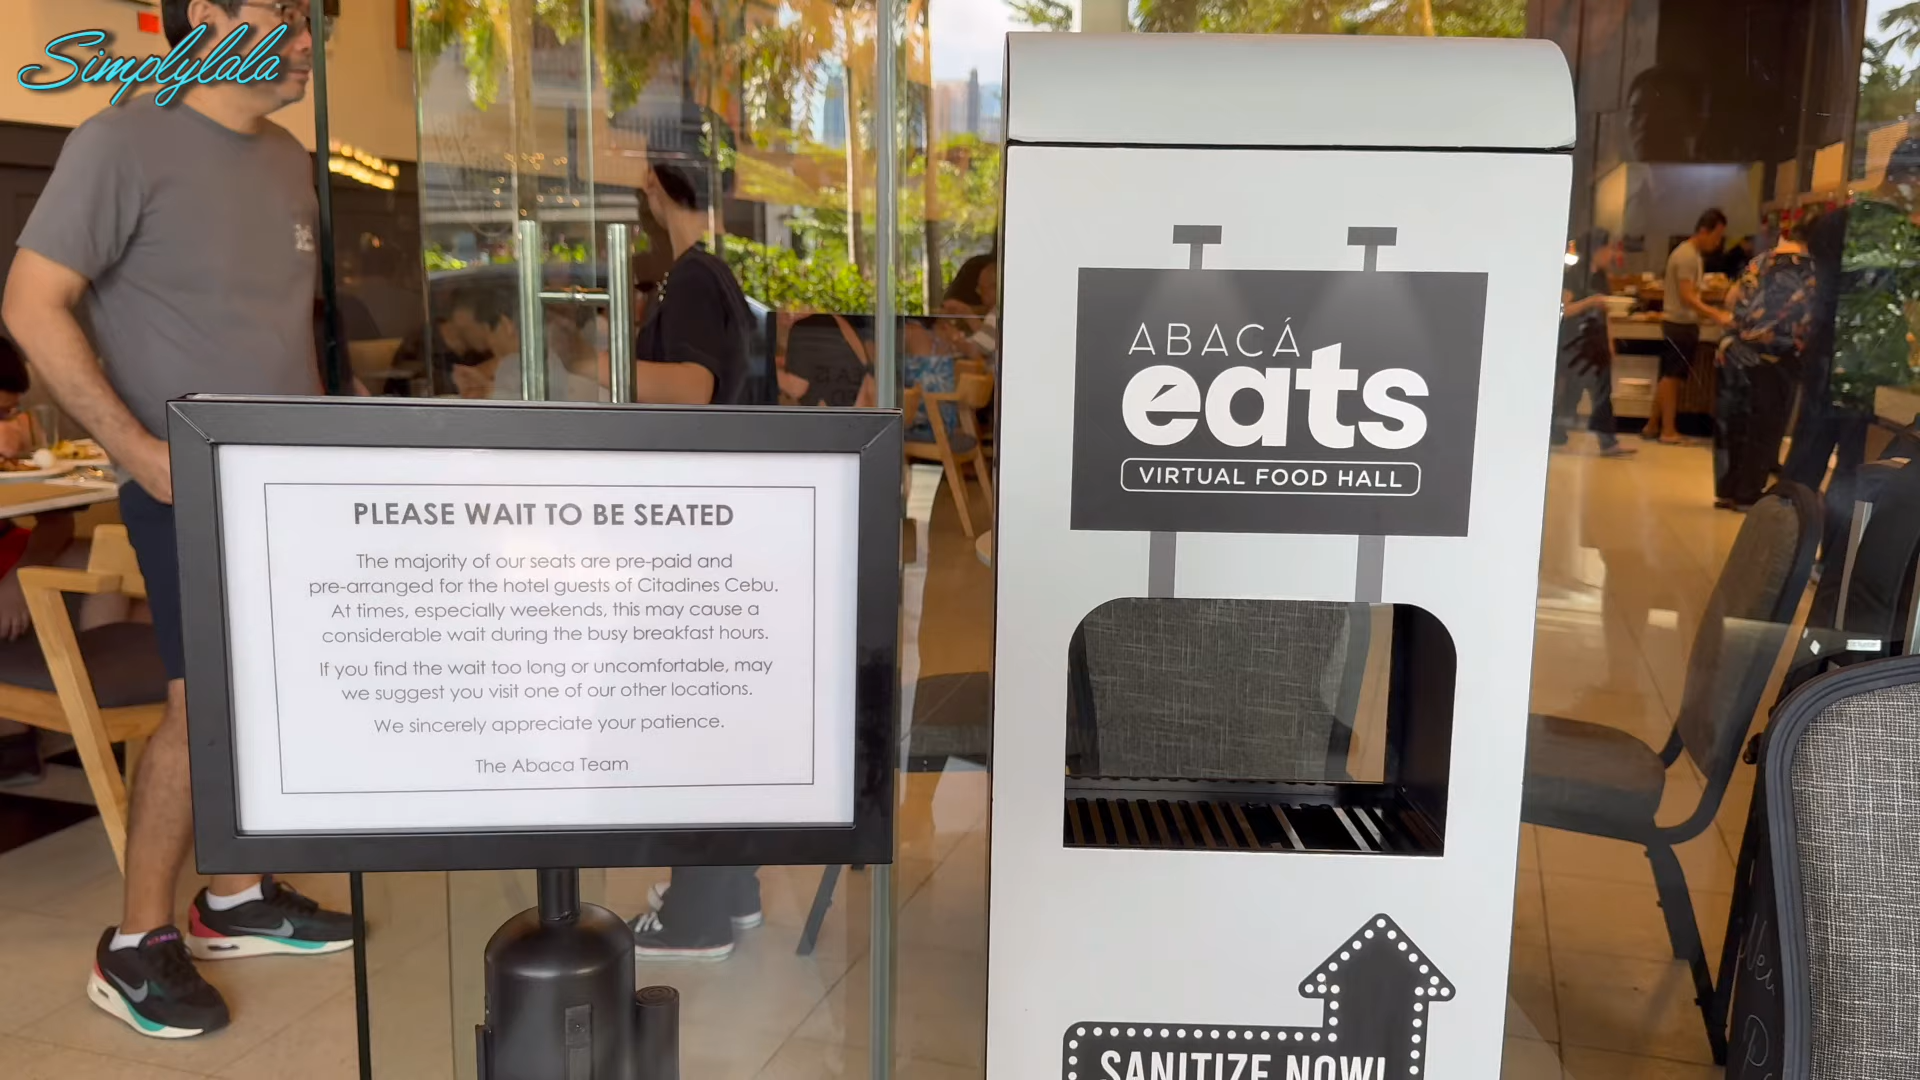 Simplylala
PLEASE WAIT TO BE SEATED
The majority of our seats are pre-paid and
pre-arranged for the hotel guests of Citadines Cebu.
At times, especially weekends, this may cause a
considerable wait during the busy breakfast hours.
If you find the wait too long or uncomfortable, may
we suggest you visit one of our other locations.
We sincerely appreciate your patience.
The Abaca Team
ABACÁ
eats
VIRTUAL FOOD HALL
SANITIZE NOW!